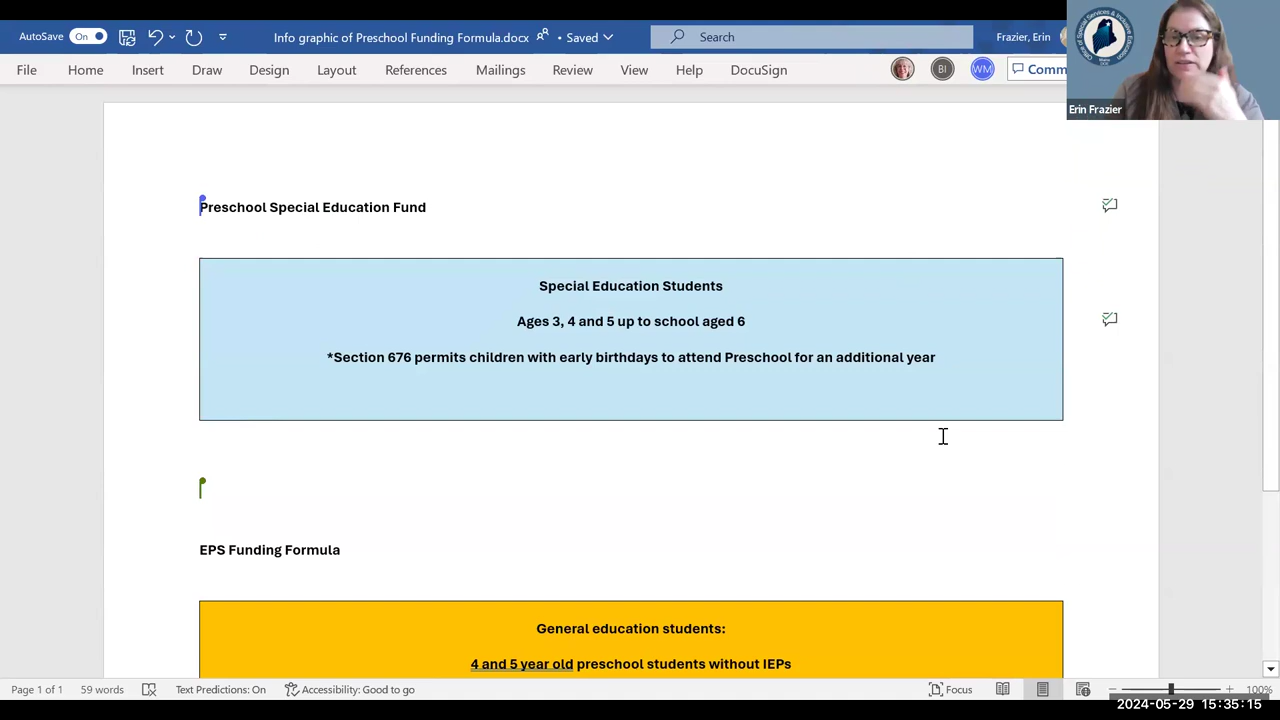 AutoSave On Info graphic of Preschool Funding Formula.docx • Saved Search Frazier, Erin
File Home Insert Draw Design Layout References Mailings Review View Help DocuSign BI WM Comm
Erin Frazier
Preschool Special Education Fund
Special Education Students
Ages 3, 4 and 5 up to school aged 6
*Section 676 permits children with early birthdays to attend Preschool for an additional year
EPS Funding Formula
General education students:
4 and 5 year old preschool students without IEPs
Page 1 of 1 59 words Text Predictions: On Accessibility: Good to go Focus 100%
2024-05-29 15:35:15